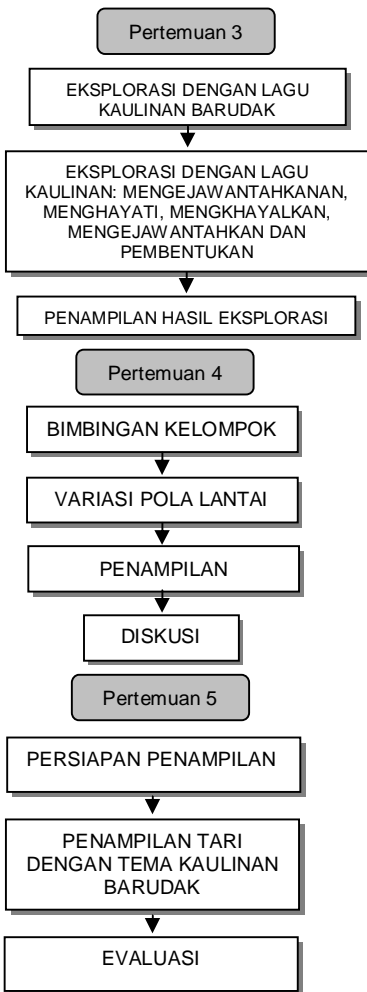 Pertemuan 3
EKSPLORASI DENGAN LAGU
KAULINAN BARUDAK
EKSPLORASI DENGAN LAGU
KAULINAN: MENGEJAWANTAHKANAN,
MENGHAYATI, MENGKHAYALKAN,
MENGEJAWANTAHKAN DAN
PEMBENTUKAN
PENAMPILAN HASIL EKSPLORASI
Pertemuan 4
BIMBINGAN KELOMPOK
VARIASI POLA LANTAI
PENAMPILAN
DISKUSI
Pertemuan 5
PERSIAPAN PENAMPILAN
PENAMPILAN TARI
DENGAN TEMA KAULINAN
BARUDAK
EVALUASI